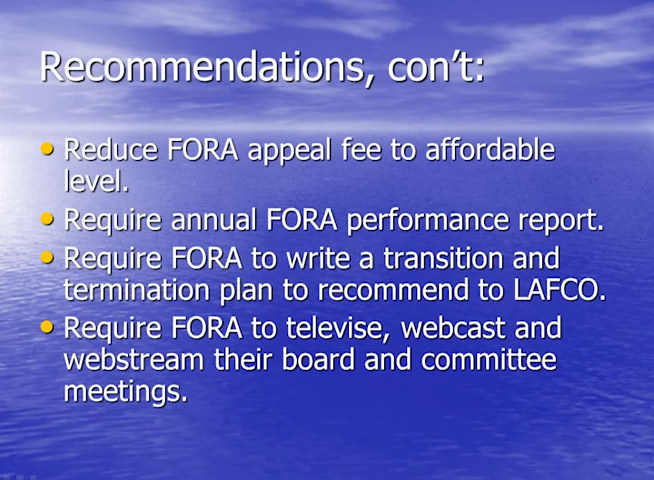 Recommendations, con't:
• Reduce FORA appeal fee to affordable
level.
• Require annual FORA performance report.
• Require FORA to write a transition and
termination plan to recommend to LAFCO.
• Require FORA to televise, webcast and
webstream their board and committee
meetings.